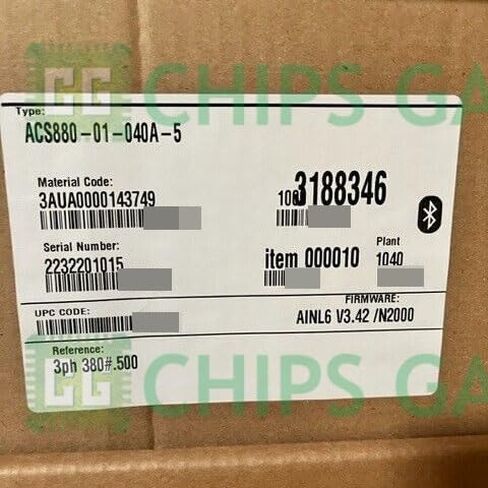 CHIPS GA
Type:
ACS880-01-040A-5
Material Code:
3AUA0000143749
3188346
Serial Number:
2232201015
item 000010
Plant
1040
UPC CODE:
FIRMWARE:
AINL6 V3.42 /N2000
Reference:
3ph 380#.500
CHIPS GA